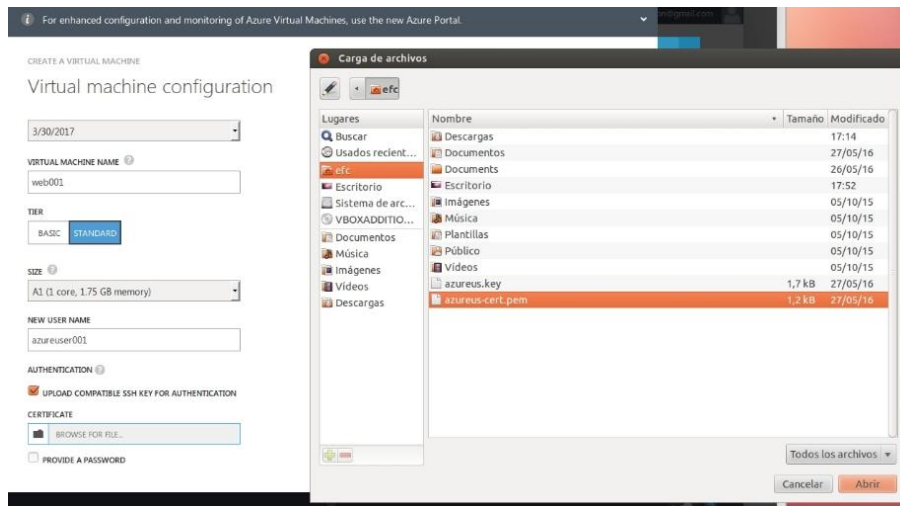 For enhanced configuration and monitoring of Azure Virtual Machines, use the new Azure Portal.
CREATE A VIRTUAL MACHINE
Virtual machine configuration
3/30/2017
VIRTUAL MACHINE NAME
web001
TIER
BASIC STANDARD
SIZE
A1 (1 core, 1.75 GB memory)
NEW USER NAME
azureuser001
AUTHENTICATION
UPLOAD COMPATIBLE SSH KEY FOR AUTHENTICATION
CERTIFICATE
BROWSE FOR FILE...
PROVIDE A PASSWORD
Carga de archivos
efc
Lugares
Buscar
Usados recient...
efc
Escritorio
Sistema de arc...
VBOXADDITIO...
Documentos
Música
Imágenes
Vídeos
Descargas
Nombre Tamaño Modificado
Descargas 17:14
Documentos 27/05/16
Documents 26/05/16
Escritorio 17:52
Imágenes 05/10/15
Música 05/10/15
Plantillas 05/10/15
Público 05/10/15
Vídeos 05/10/15
azureus.key 1,7 kB 27/05/16
azureus-cert.pem 1,2 kB 27/05/16
Todos los archivos
Cancelar Abrir